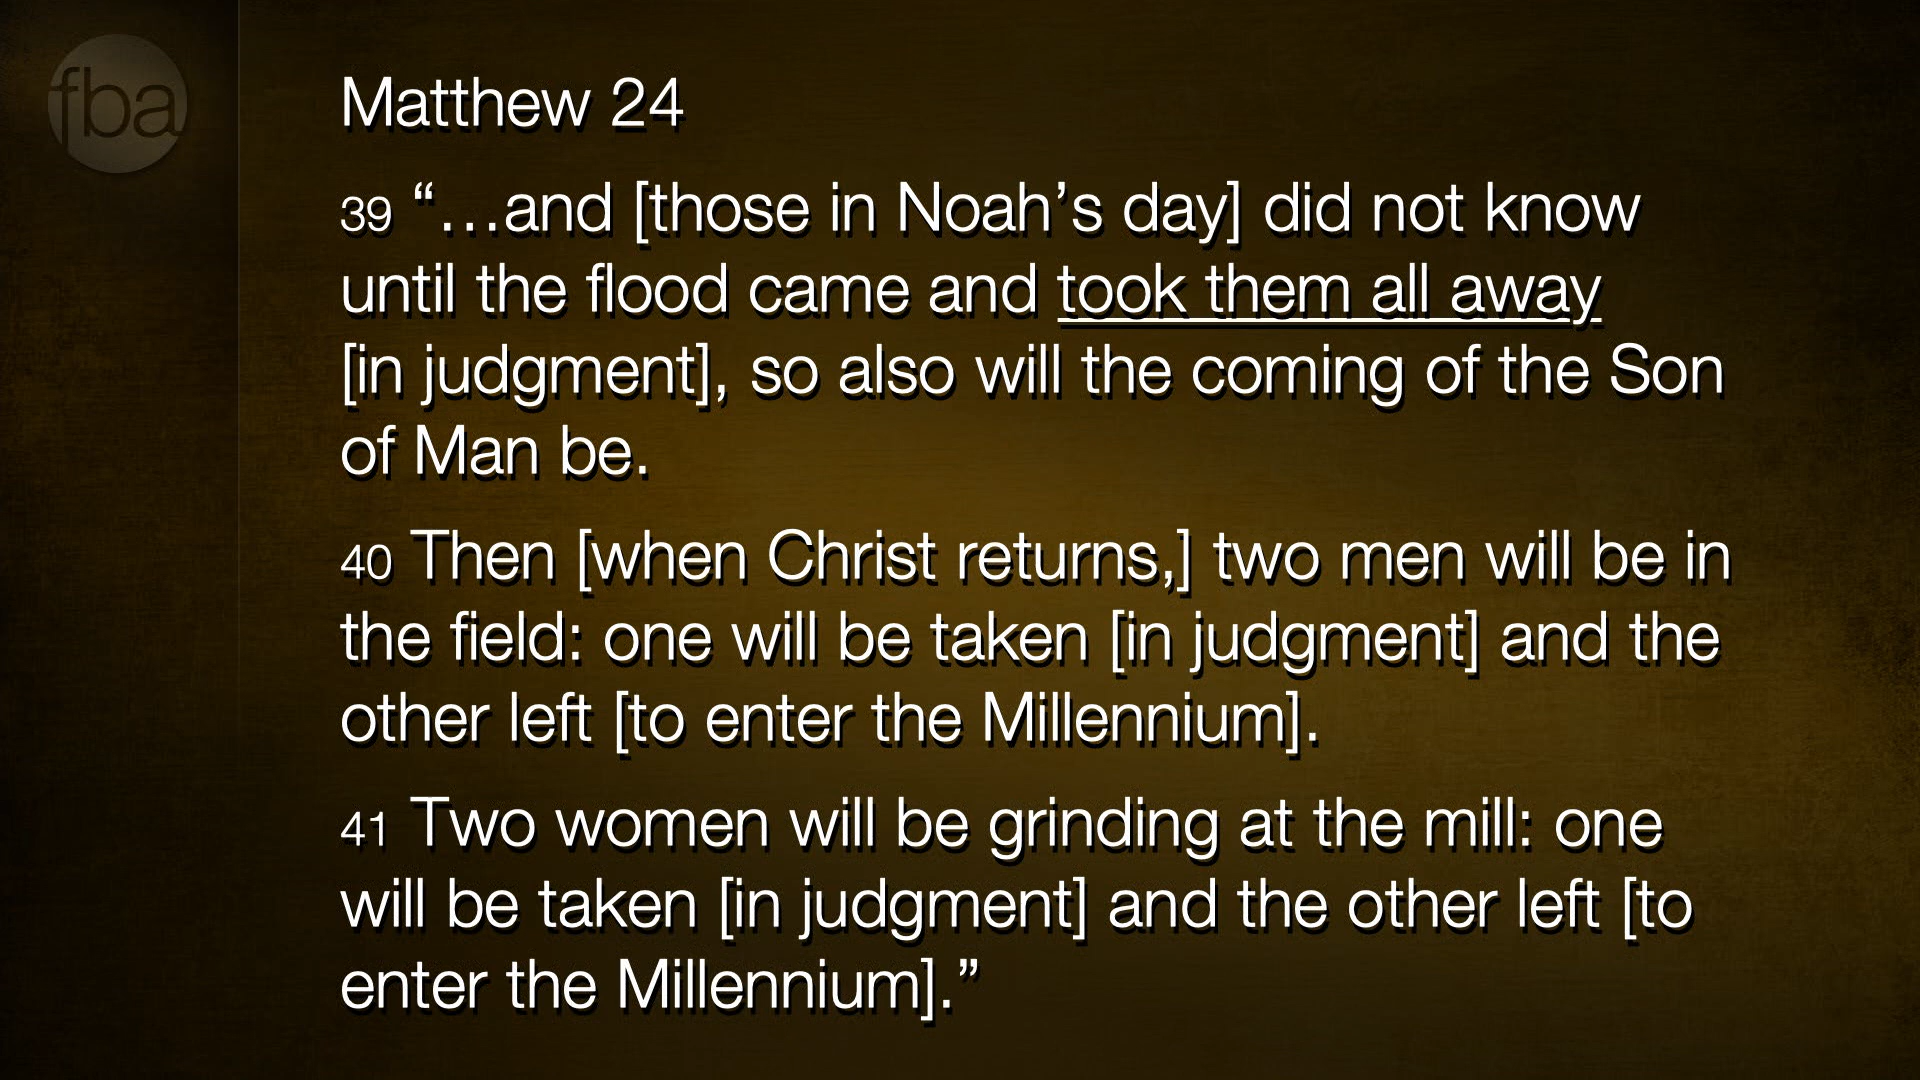 fba
Matthew 24
39 “…and [those in Noah’s day] did not know
until the flood came and took them all away
[in judgment], so also will the coming of the Son
of Man be.
40 Then [when Christ returns,] two men will be in
the field: one will be taken [in judgment] and the
other left [to enter the Millennium].
41 Two women will be grinding at the mill: one
will be taken [in judgment] and the other left [to
enter the Millennium].”